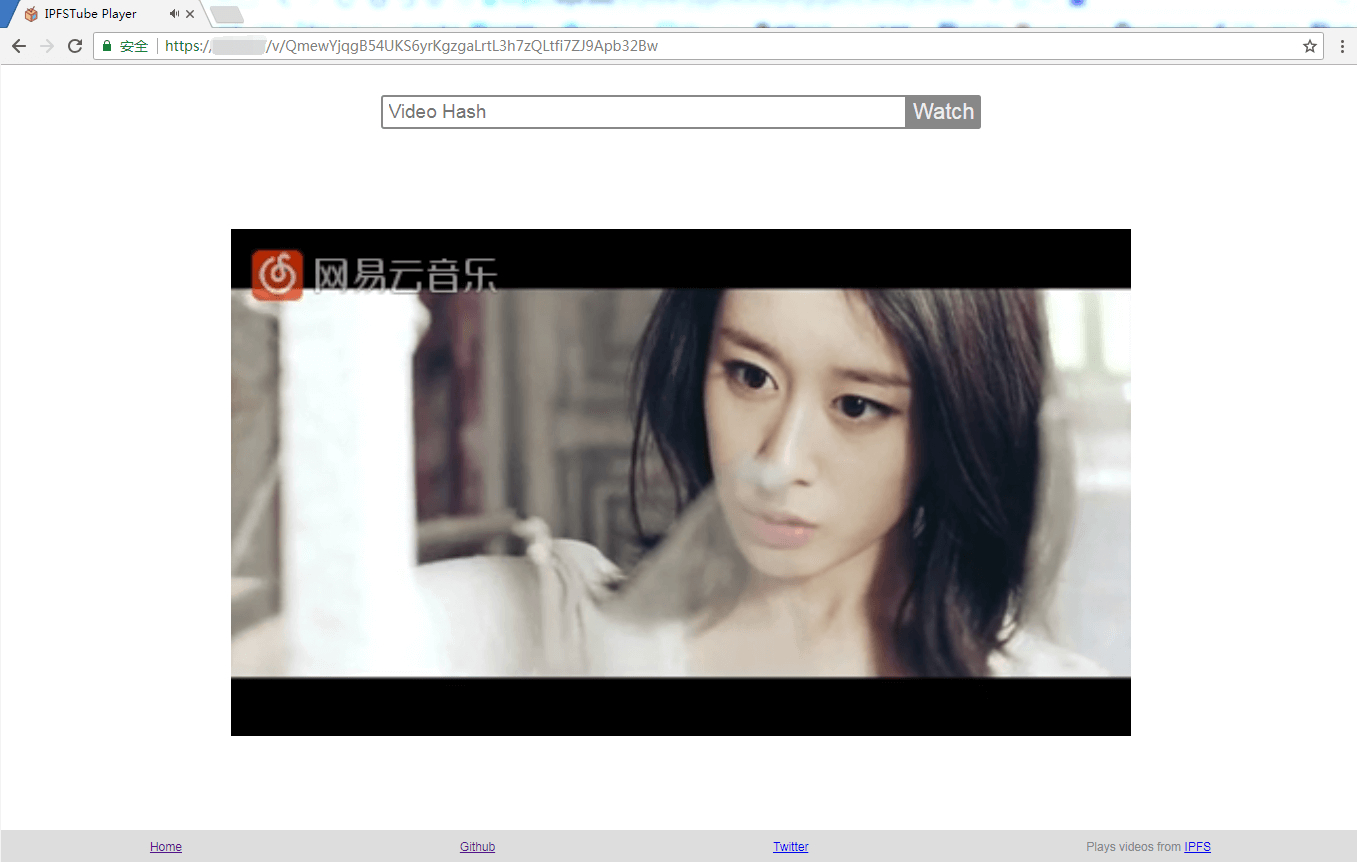 IPFSTube Player
安全 https:// /v/QmewYjqgB54UKS6yrKgzgaLrtL3h7zQLtfi7ZJ9Apb32Bw
Video Hash Watch
网易云音乐
Home Github Twitter Plays videos from IPFS